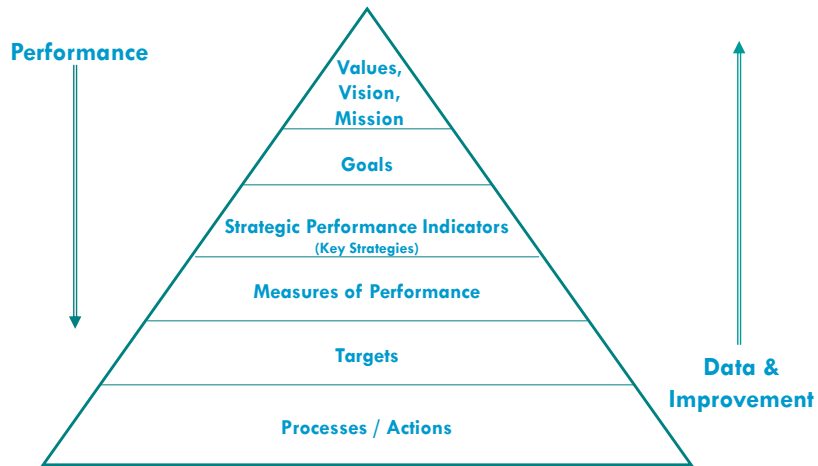 Performance
Values,
Vision,
Mission
Goals
Strategic Performance Indicators
(Key Strategies)
Measures of Performance
Targets
Processes / Actions
Data &
Improvement